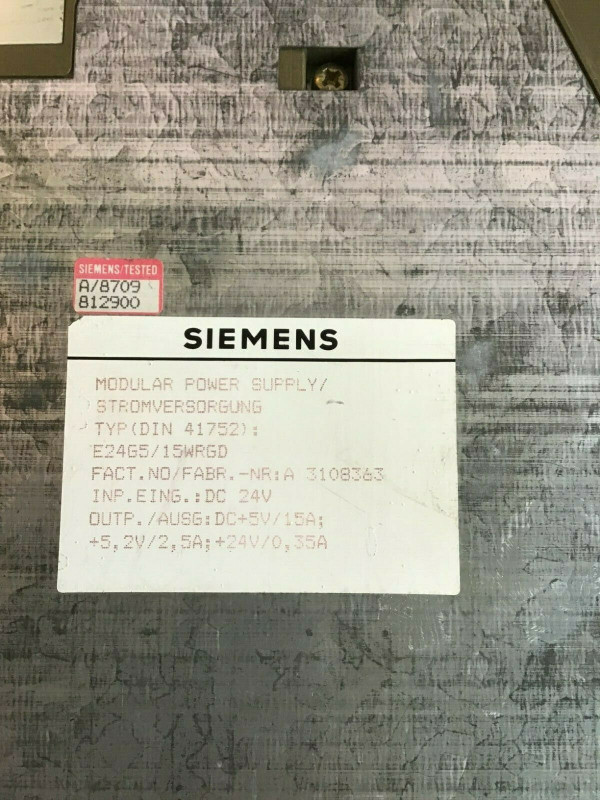 SIEMENS/TESTED
A/8709
812900
SIEMENS
MODULAR POWER SUPPLY/
STROMVERSORGUNG
TYP(DIN 41752):
E24G5/15WRGD
FACT.NO/FABR.-NR:A 3108363
INP.EING.:DC 24V
OUTP./AUSG:DC+5V/15A;
+5,2V/2,5A;+24V/0,35A